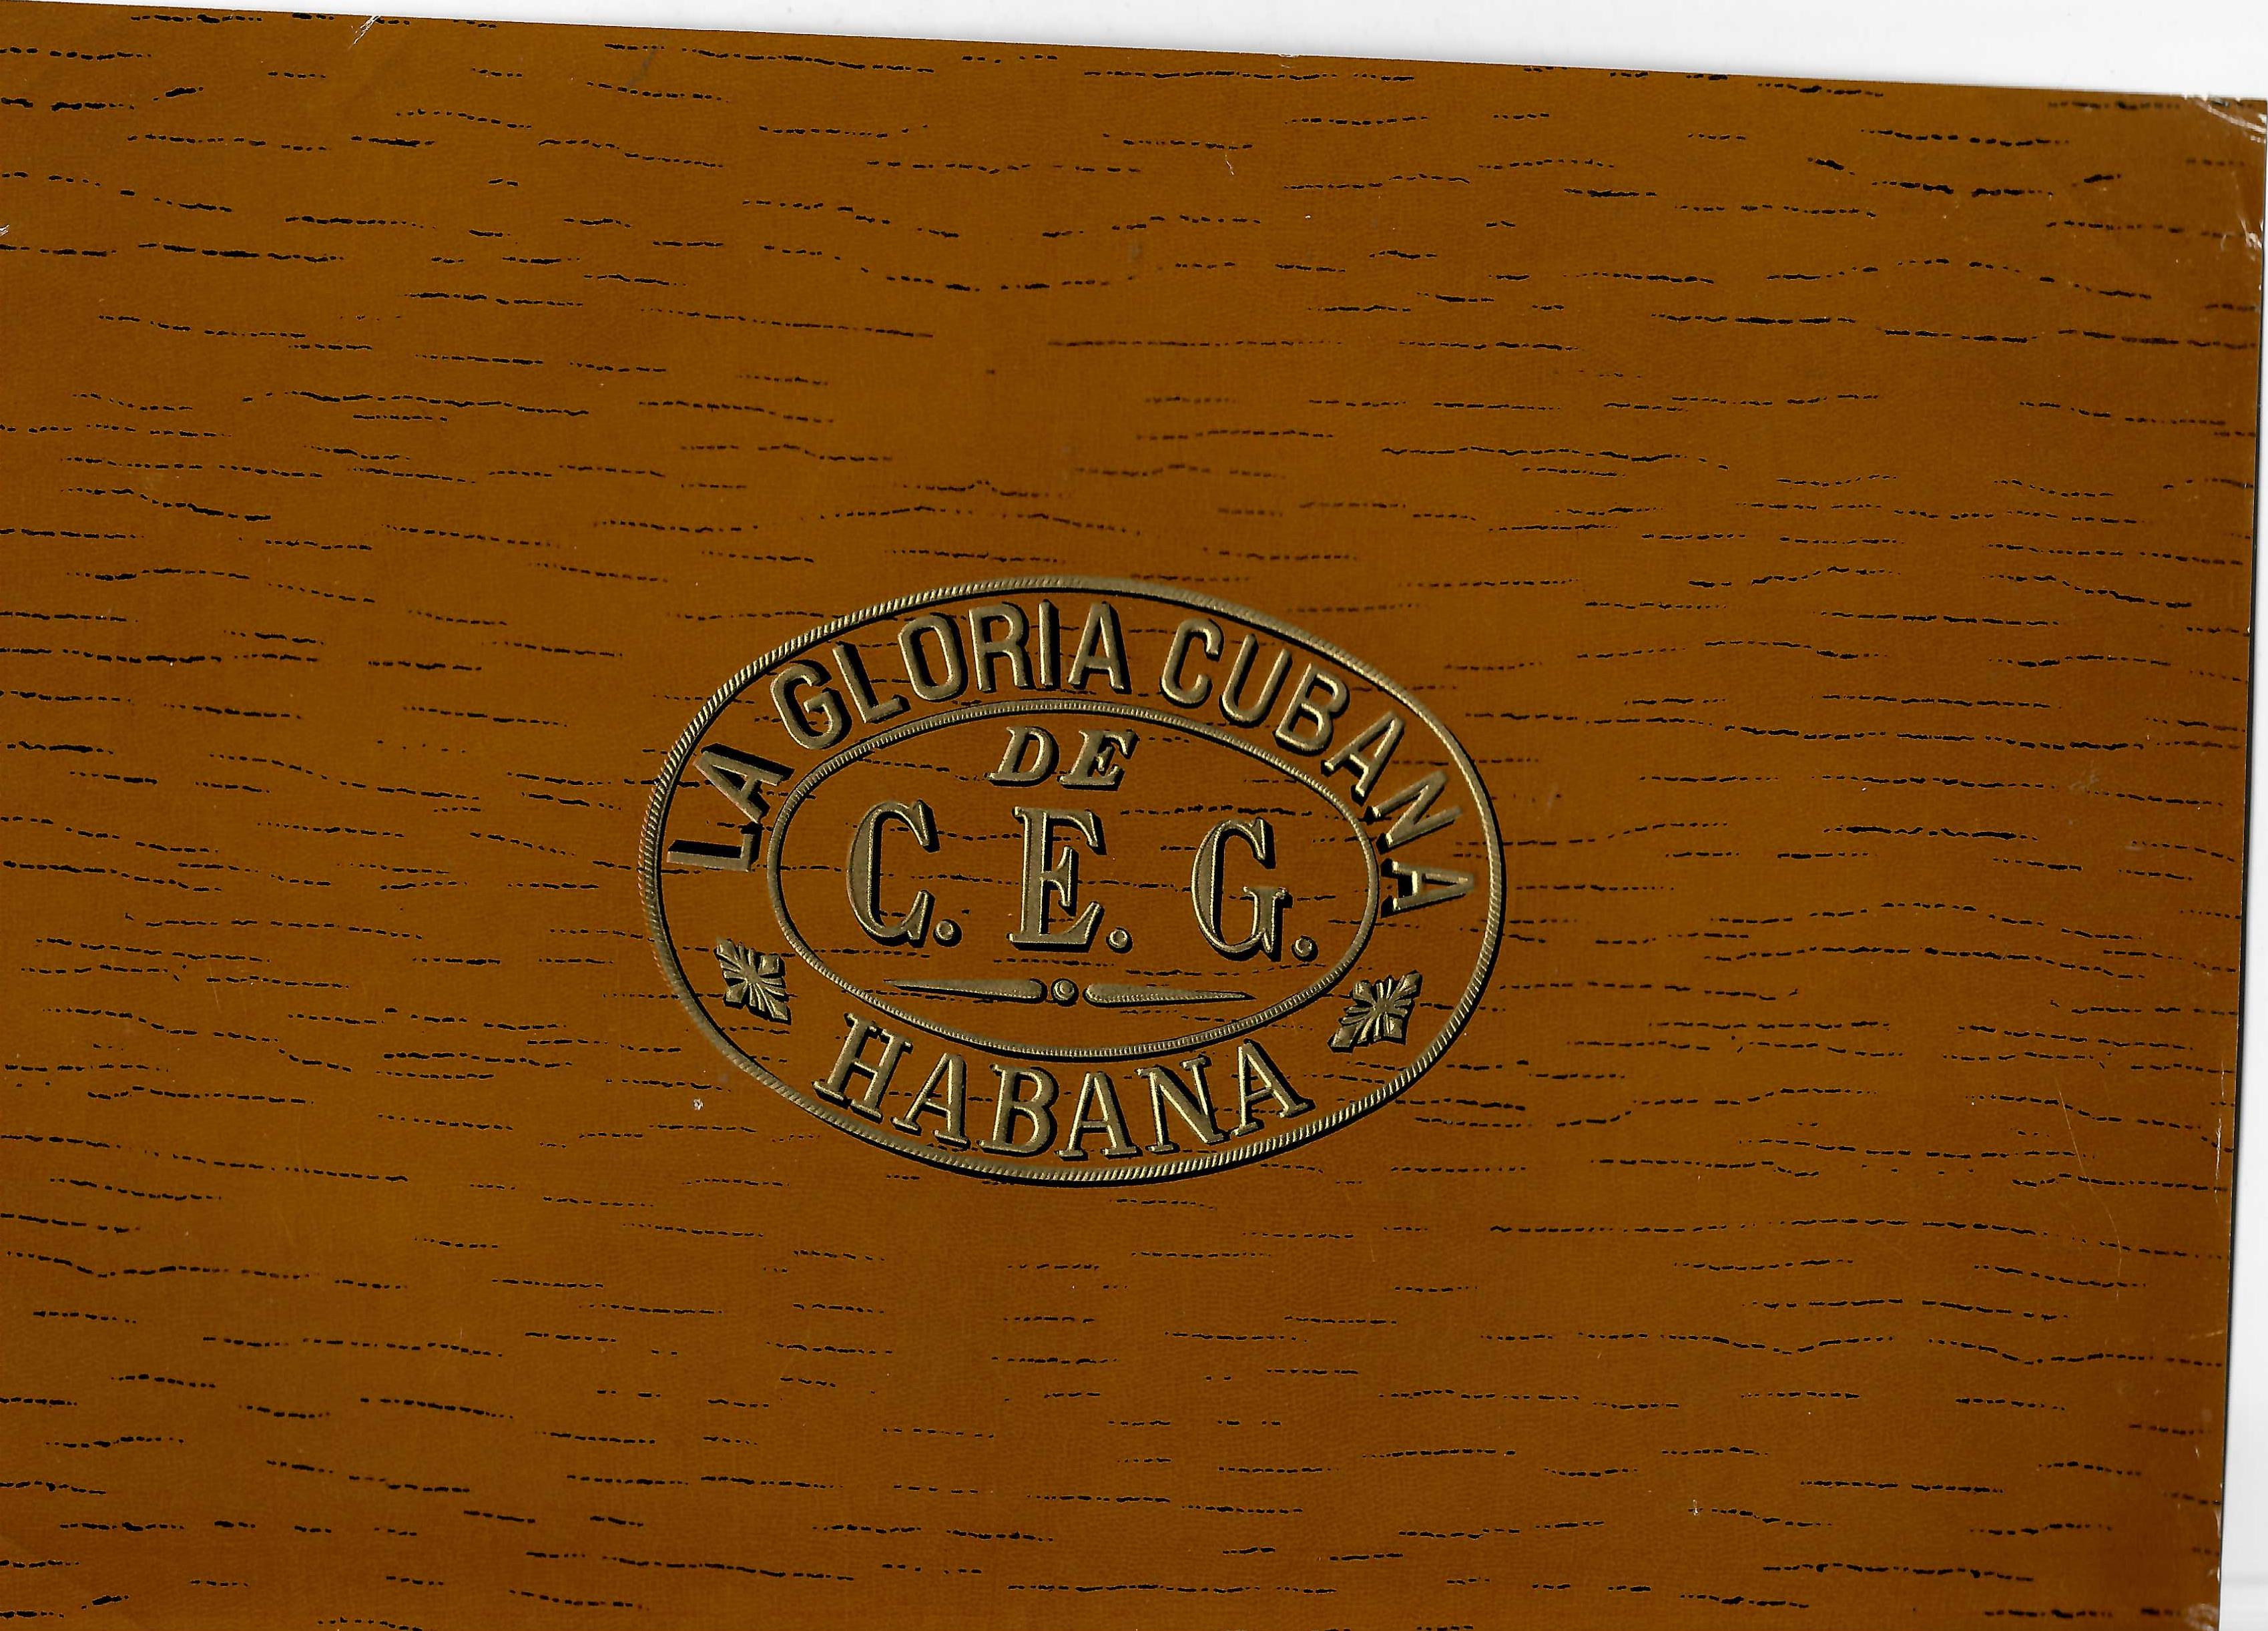 LA GLORIA CUBANA
DE
C. E. G.
HABANA